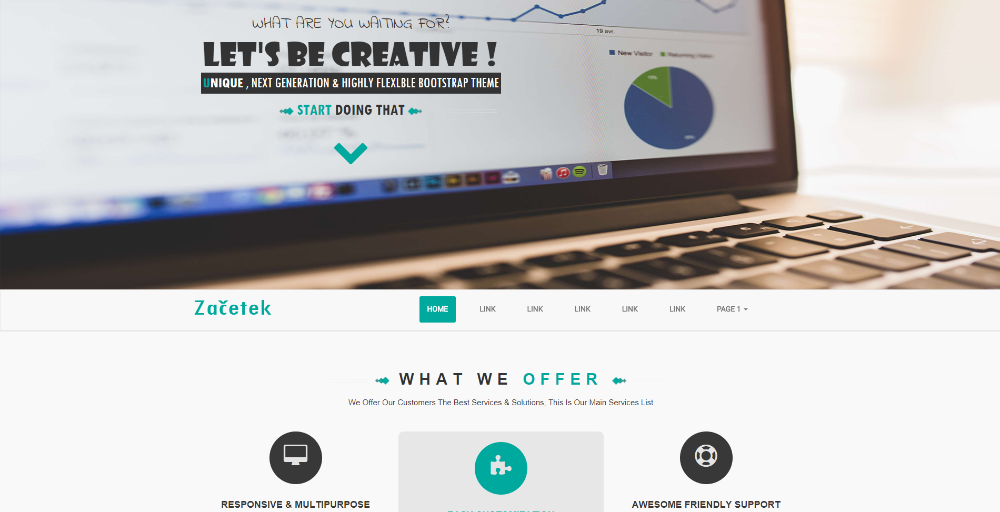 WHAT ARE YOU WAITING FOR?
LET'S BE CREATIVE !
UNIQUE , NEXT GENERATION & HIGHLY FLEXLBLE BOOTSTRAP THEME
START DOING THAT
19 avr.
New Visitor
Začetek
HOME LINK LINK LINK LINK LINK PAGE 1
WHAT WE OFFER
We Offer Our Customers The Best Services & Solutions, This Is Our Main Services List
RESPONSIVE & MULTIPURPOSE
AWESOME FRIENDLY SUPPORT